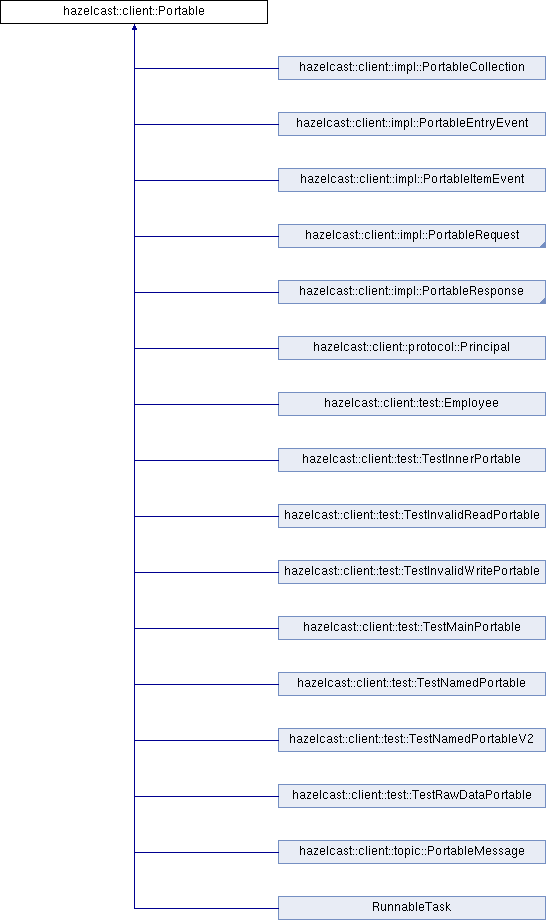 hazelcast::client::Portable
hazelcast::client::impl::PortableCollection
hazelcast::client::impl::PortableEntryEvent
hazelcast::client::impl::PortableItemEvent
hazelcast::client::impl::PortableRequest
hazelcast::client::impl::PortableResponse
hazelcast::client::protocol::Principal
hazelcast::client::test::Employee
hazelcast::client::test::TestInnerPortable
hazelcast::client::test::TestInvalidReadPortable
hazelcast::client::test::TestInvalidWritePortable
hazelcast::client::test::TestMainPortable
hazelcast::client::test::TestNamedPortable
hazelcast::client::test::TestNamedPortableV2
hazelcast::client::test::TestRawDataPortable
hazelcast::client::topic::PortableMessage
RunnableTask